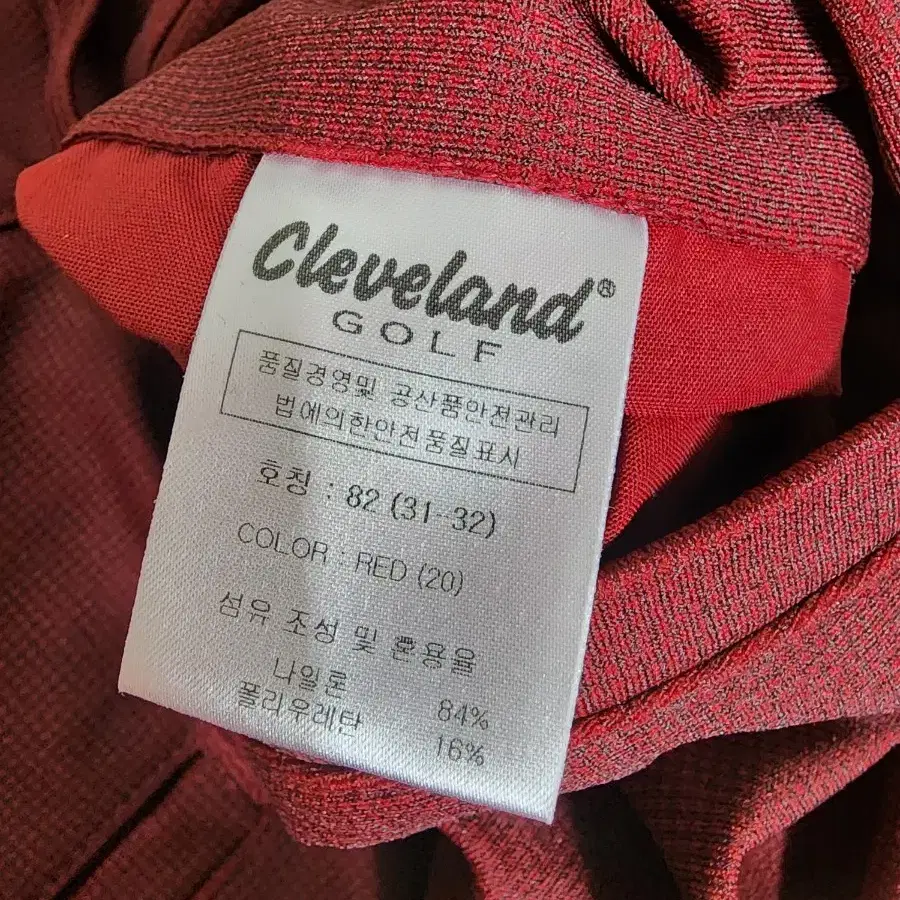 Cleveland®
GOLF
품질경영및 공산품안전관리
법에의한안전품질표시
호칭 : 82 (31-32)
COLOR : RED (20)
섬유 조성 및 혼용율
나일론 84%
폴리우레탄 16%